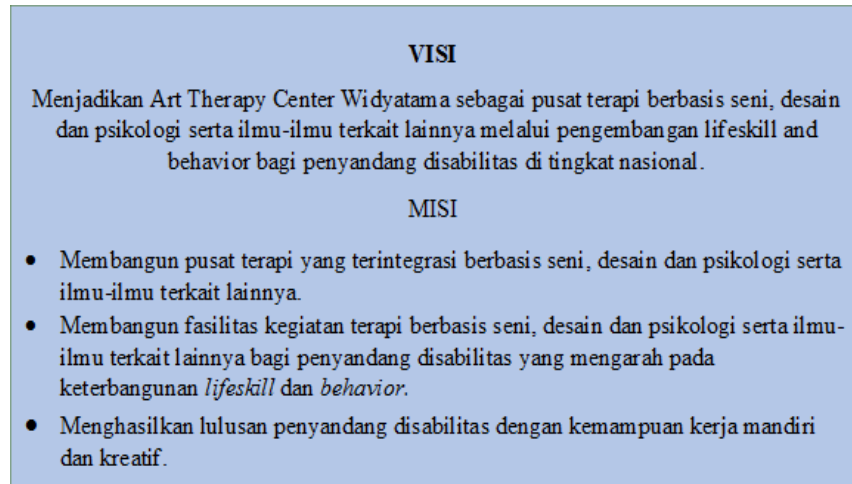 VISI
Menjadikan Art Therapy Center Widyatama sebagai pusat terapi berbasis seni, desain
dan psikologi serta ilmu-ilmu terkait lainnya melalui pengembangan lifeskill and
behavior bagi penyandang disabilitas di tingkat nasional.
MISI
• Membangun pusat terapi yang terintegrasi berbasis seni, desain dan psikologi serta
ilmu-ilmu terkait lainnya.
• Membangun fasilitas kegiatan terapi berbasis seni, desain dan psikologi serta ilmu-
ilmu terkait lainnya bagi penyandang disabilitas yang mengarah pada
keterbangunan lifeskill dan behavior.
• Menghasilkan lulusan penyandang disabilitas dengan kemampuan kerja mandiri
dan kreatif.